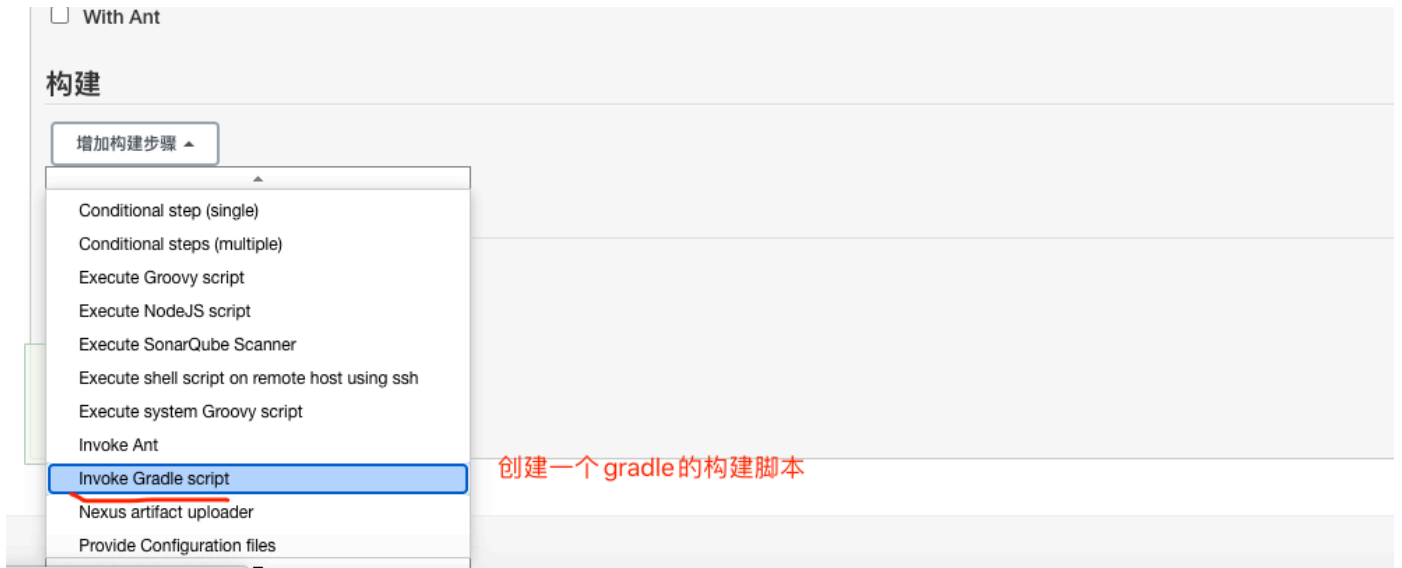 With Ant
构建
增加构建步骤
Conditional step (single)
Conditional steps (multiple)
Execute Groovy script
Execute NodeJS script
Execute SonarQube Scanner
Execute shell script on remote host using ssh
Execute system Groovy script
Invoke Ant
Invoke Gradle script
创建一个gradle的构建脚本
Nexus artifact uploader
Provide Configuration files